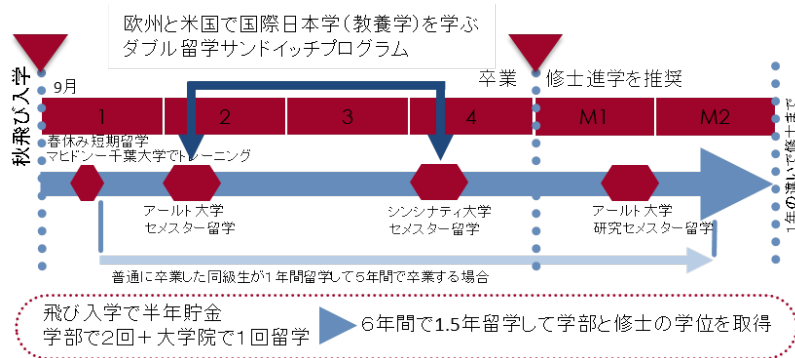 欧州と米国で国際日本学(教養学)を学ぶ
ダブル留学サンドイッチプログラム
秋飛び入学
9月
卒業
修士進学を推奨
1
2
3
4
M1
M2
春休み短期留学
マヒドン－千葉大学でトレーニング
アールト大学
セメスター留学
シンシナティ大学
セメスター留学
アールト大学
研究セメスター留学
1年の違いで修士まで
普通に卒業した同級生が1年間留学して5年間で卒業する場合
飛び入学で半年貯金
学部で2回＋大学院で1回留学
6年間で1.5年留学して学部と修士の学位を取得